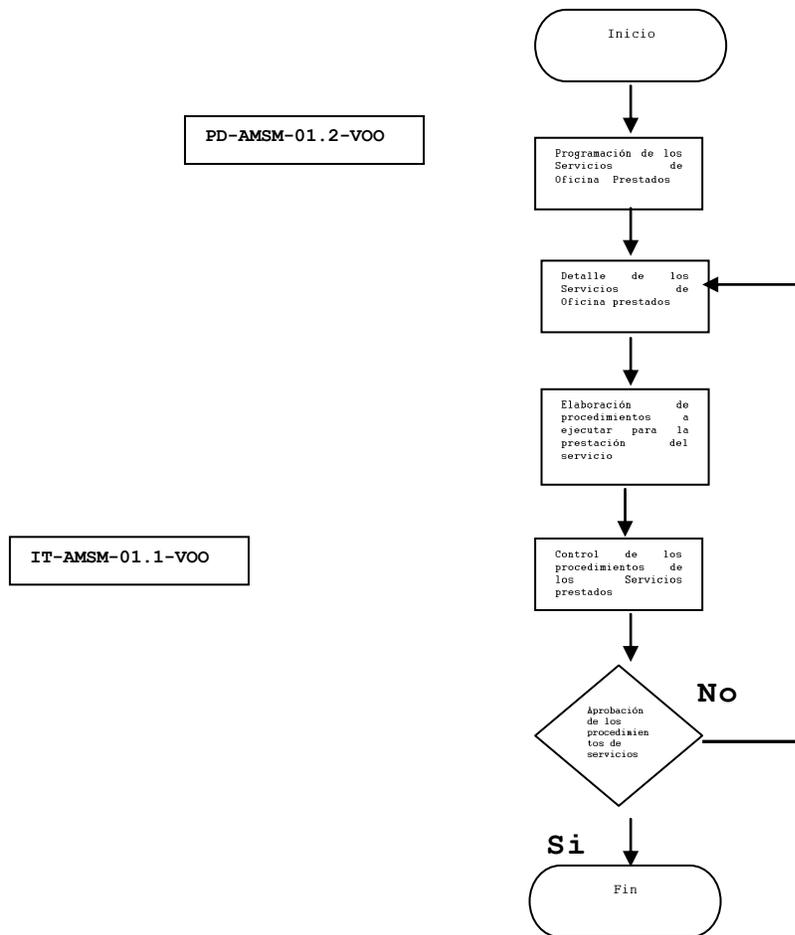 Inicio
PD-AMSM-01.2-VOO
Programación de los
Servicios de
Oficina Prestados
Detalle de los
Servicios de
Oficina prestados
Elaboración de
procedimientos a
ejecutar para la
prestación del
servicio
IT-AMSM-01.1-VOO
Control de los
procedimientos de
los Servicios
prestados
No
Aprobación
de los
procedimien
tos de
servicios
Si
Fin